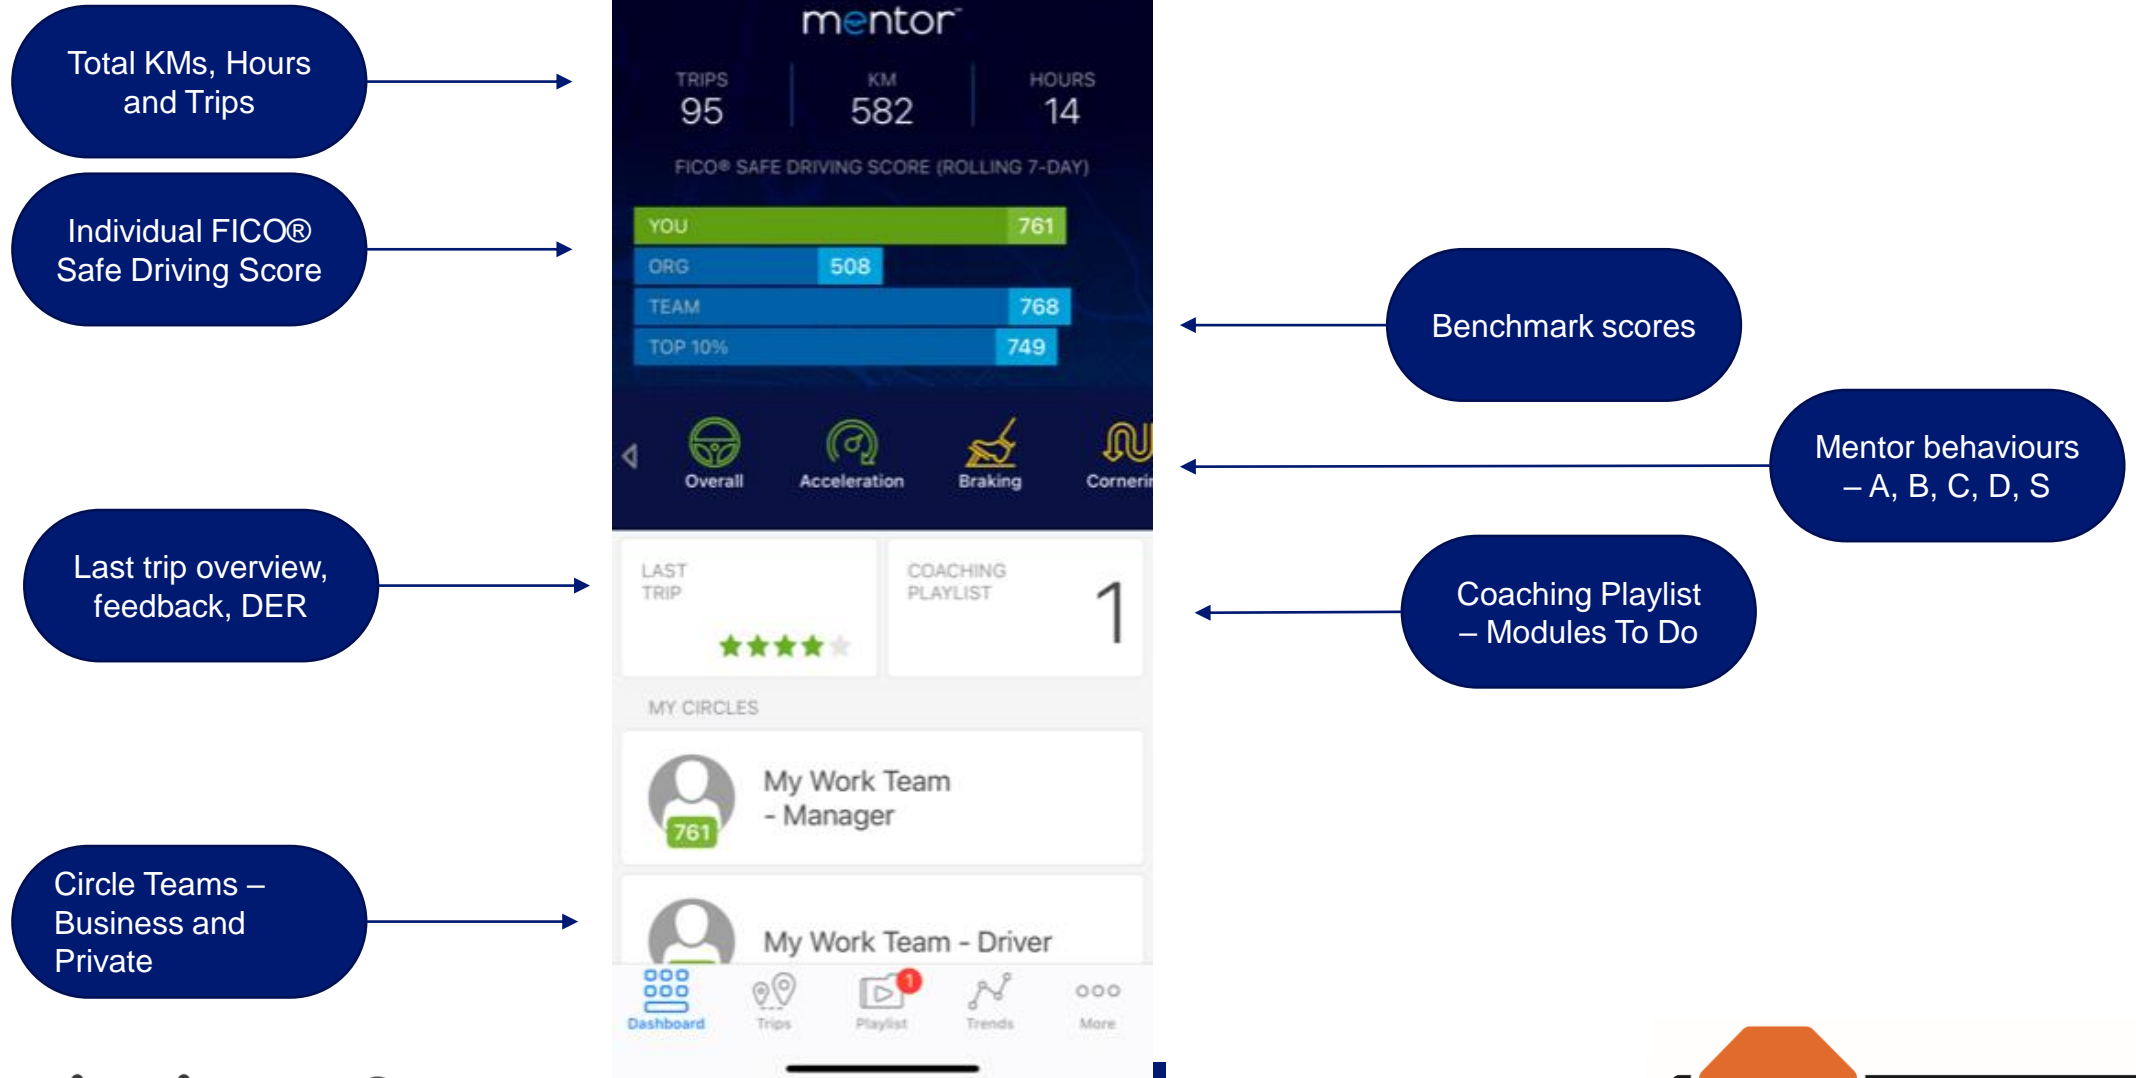 Total KMs, Hours
and Trips
Individual FICO®
Safe Driving Score
Last trip overview,
feedback, DER
Circle Teams –
Business and
Private
mentor™
TRIPS KM HOURS
95 582 14
FICO® SAFE DRIVING SCORE (ROLLING 7-DAY)
YOU 761
ORG 508
TEAM 768
TOP 10% 749
Overall Acceleration Braking Cornerin
LAST
TRIP
COACHING
PLAYLIST
1
MY CIRCLES
My Work Team
- Manager
761
My Work Team - Driver
1
Dashboard Trips Playlist Trends More
Benchmark scores
Mentor behaviours
– A, B, C, D, S
Coaching Playlist
– Modules To Do